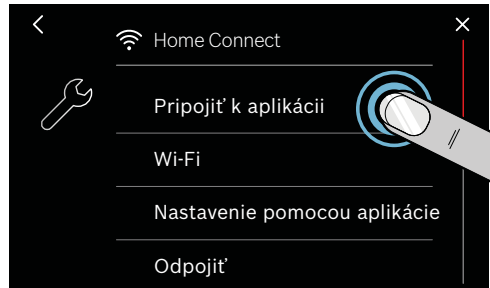 Home Connect
Pripojiť k aplikácii
Wi-Fi
Nastavenie pomocou aplikácie
Odpojiť